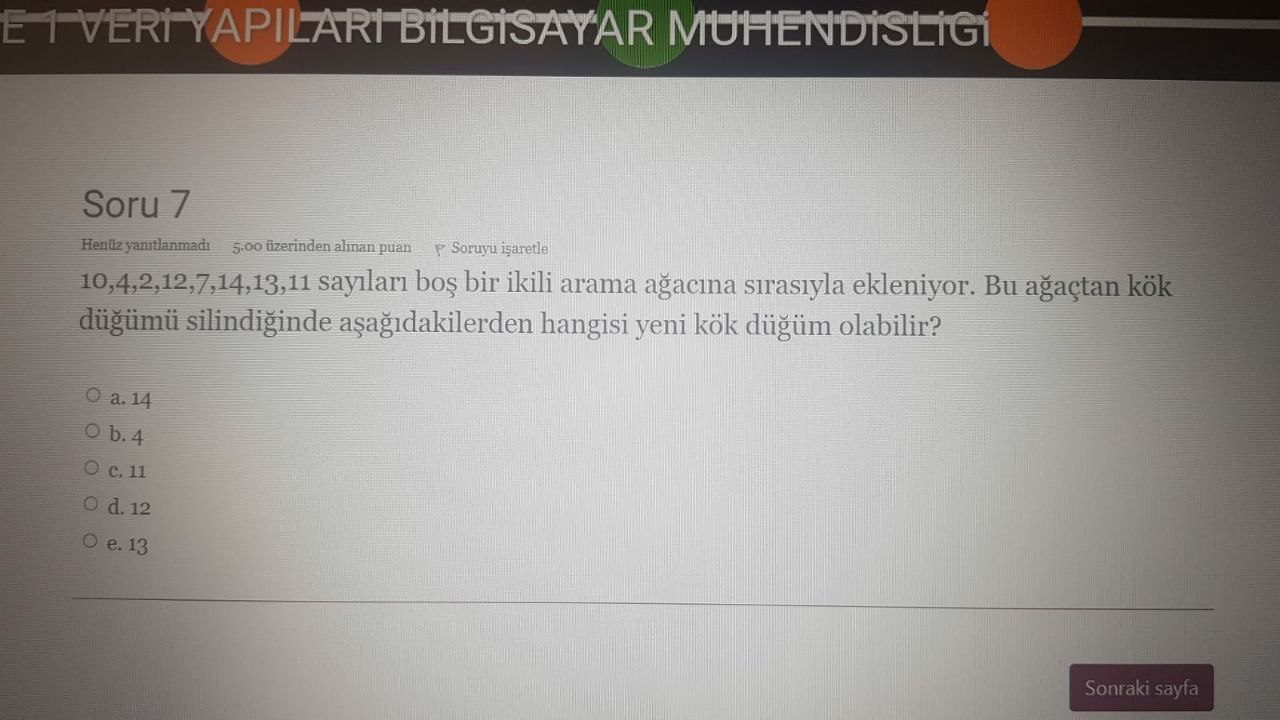 E 1 VERİ YAPILARI BİLGİSAYAR MUHENDİSLİGİ
Soru 7
Henüz yanıtlanmadı 5.00 üzerinden alınan puan Soruyu işaretle
10,4,2,12,7,14,13,11 sayıları boş bir ikili arama ağacına sırasıyla ekleniyor. Bu ağaçtan kök
düğümü silindiğinde aşağıdakilerden hangisi yeni kök düğüm olabilir?
a. 14
b. 4
c. 11
d. 12
e. 13
Sonraki sayfa